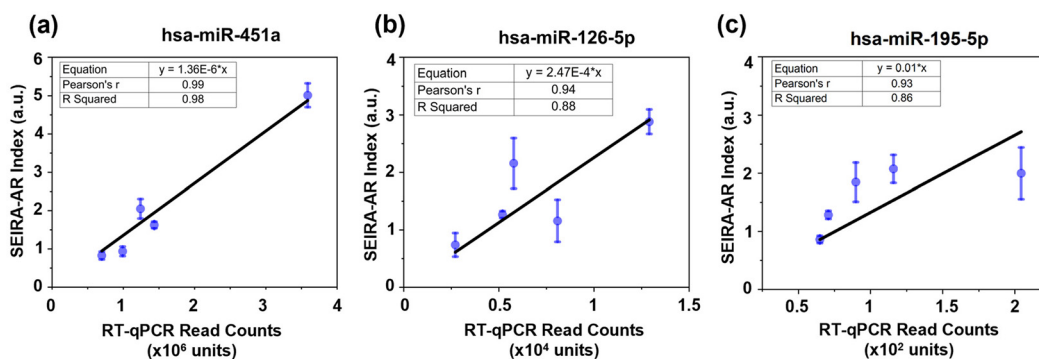 (a)
hsa-miR-451a
Equation y = 1.36E-6*x
Pearson's r 0.99
R Squared 0.98
SEIRA-AR Index (a.u.)
6
5
4
3
2
1
0
1 2 3 4
RT-qPCR Read Counts
(x10⁶ units)
(b)
hsa-miR-126-5p
Equation y = 2.47E-4*x
Pearson's r 0.94
R Squared 0.88
SEIRA-AR Index (a.u.)
4
3
2
1
0
0 0.5 1 1.5
RT-qPCR Read Counts
(x10⁴ units)
(c)
hsa-miR-195-5p
Equation y = 0.01*x
Pearson's r 0.93
R Squared 0.86
SEIRA-AR Index (a.u.)
4
3
2
1
0
0.5 1 1.5 2
RT-qPCR Read Counts
(x10² units)